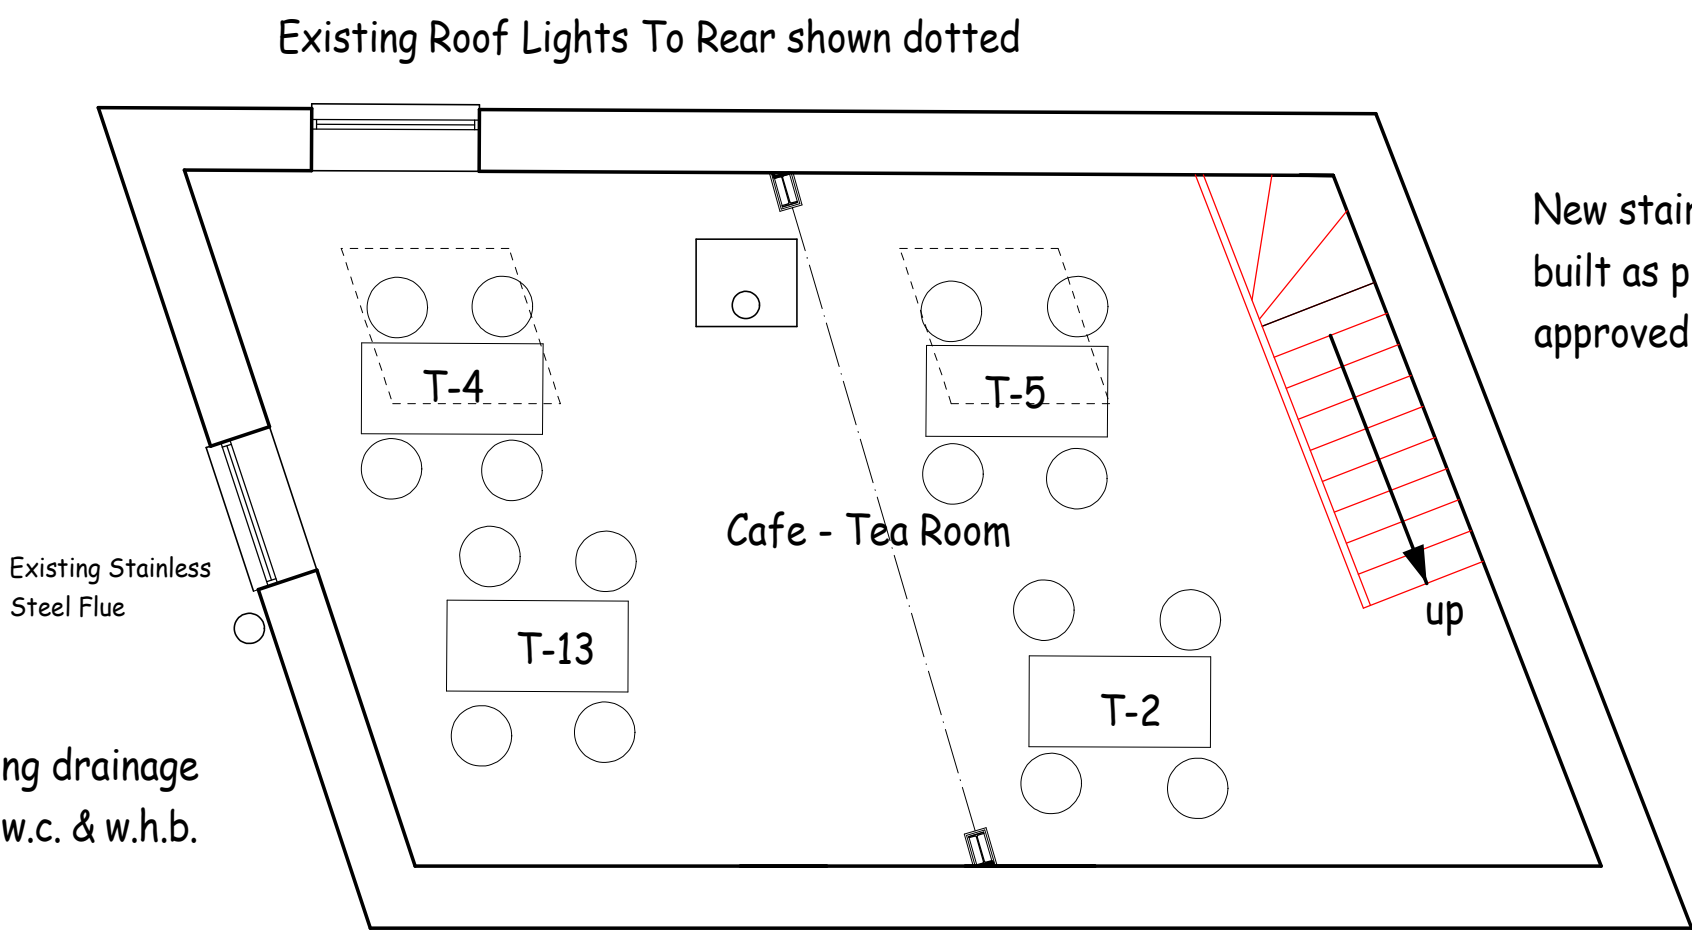 Existing Roof Lights To Rear shown dotted
New stair
built as p
approved
T-4
T-5
Cafe - Tea Room
Existing Stainless
Steel Flue
up
T-13
T-2
ng drainage
w.c. & w.h.b.